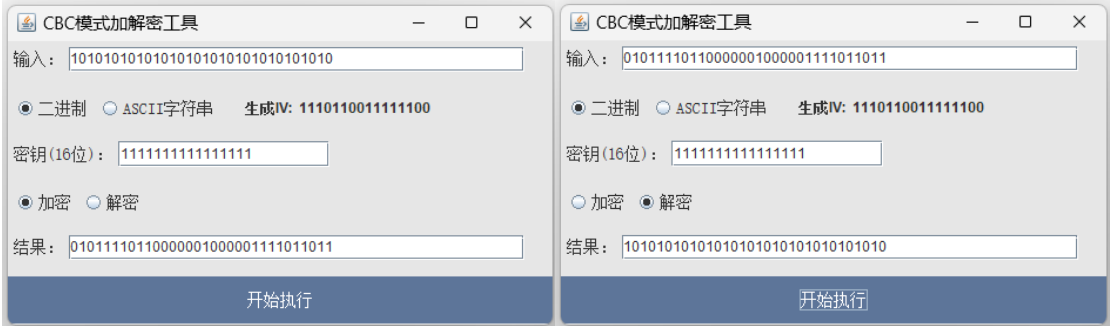 CBC模式加解密工具
输入: 10101010101010101010101010101010
二进制 ASCII字符串 生成IV: 1110110011111100
密钥(16位): 1111111111111111
加密 解密
结果: 01011110110000001000001111011011
开始执行
CBC模式加解密工具
输入: 01011110110000001000001111011011
二进制 ASCII字符串 生成IV: 1110110011111100
密钥(16位): 1111111111111111
加密 解密
结果: 10101010101010101010101010101010
开始执行